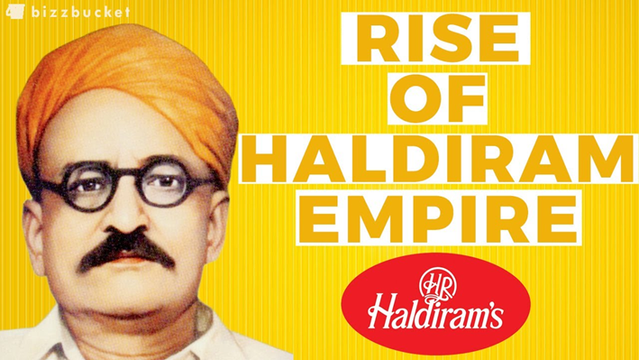 bizzbucket
RISE
OF
HALDIRAM
EMPIRE
HR
Haldiram's